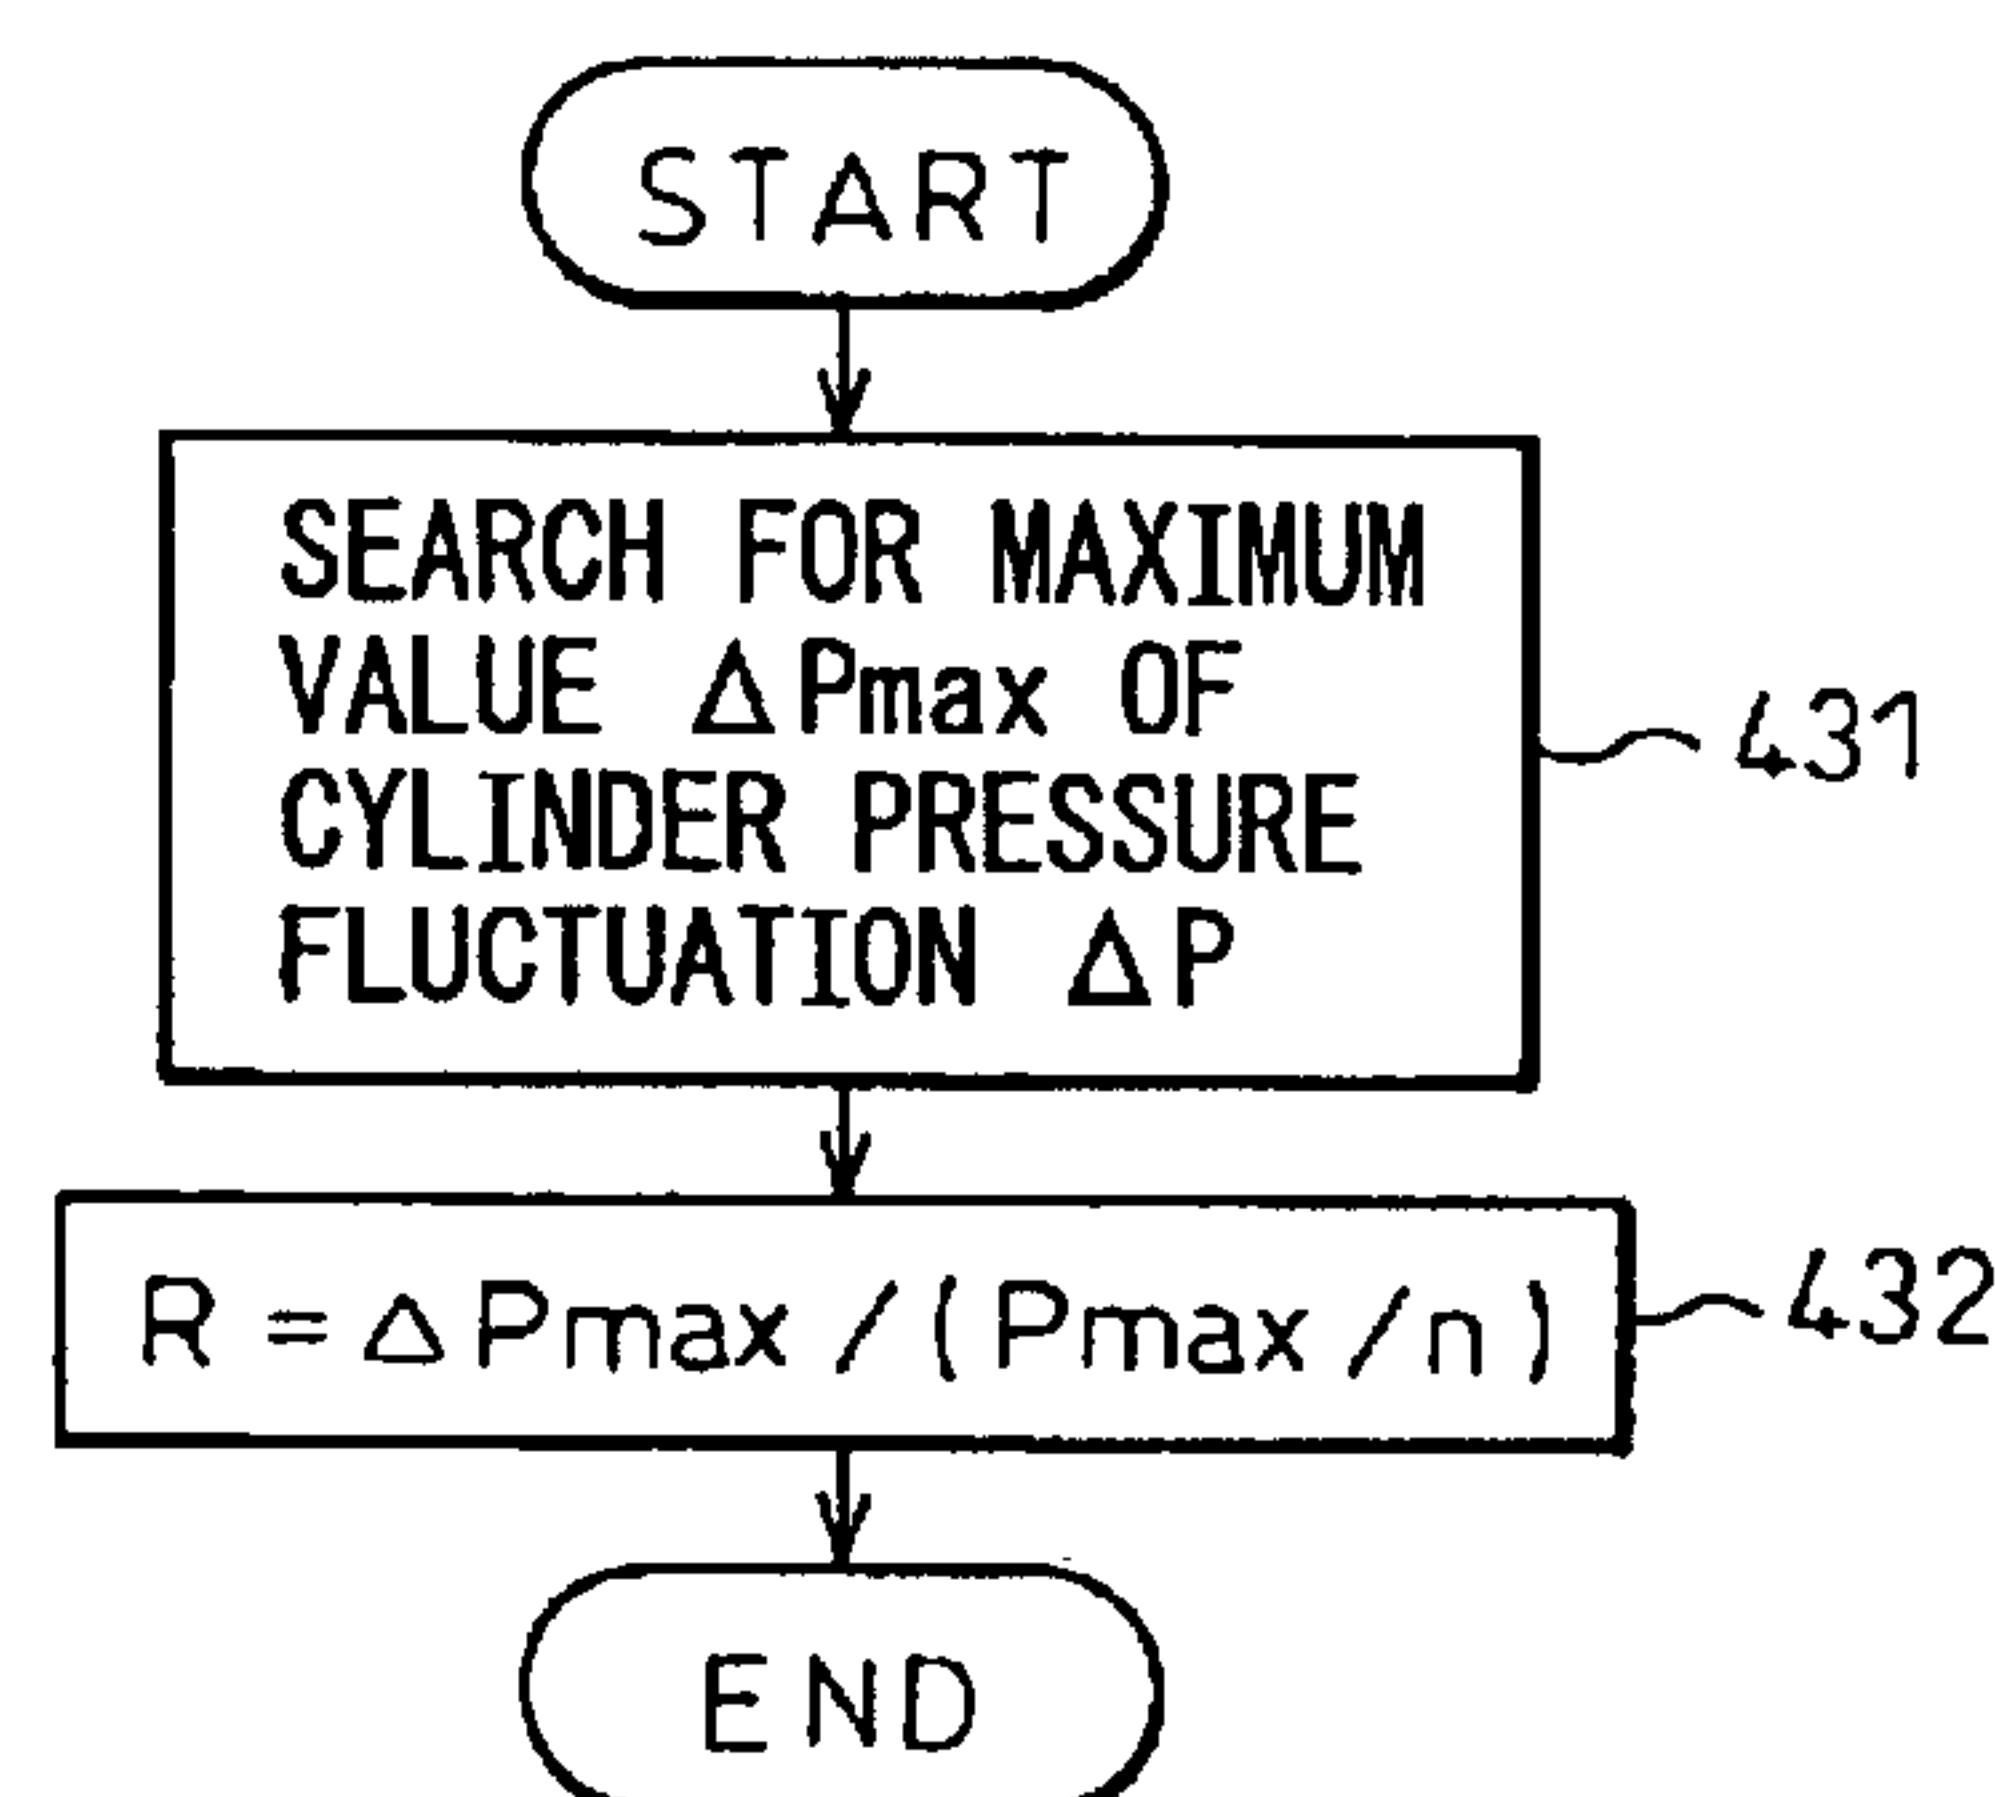 START
SEARCH FOR MAXIMUM
VALUE ΔPmax OF
CYLINDER PRESSURE
FLUCTUATION ΔP
431
R = ΔPmax / (Pmax / n)
432
END